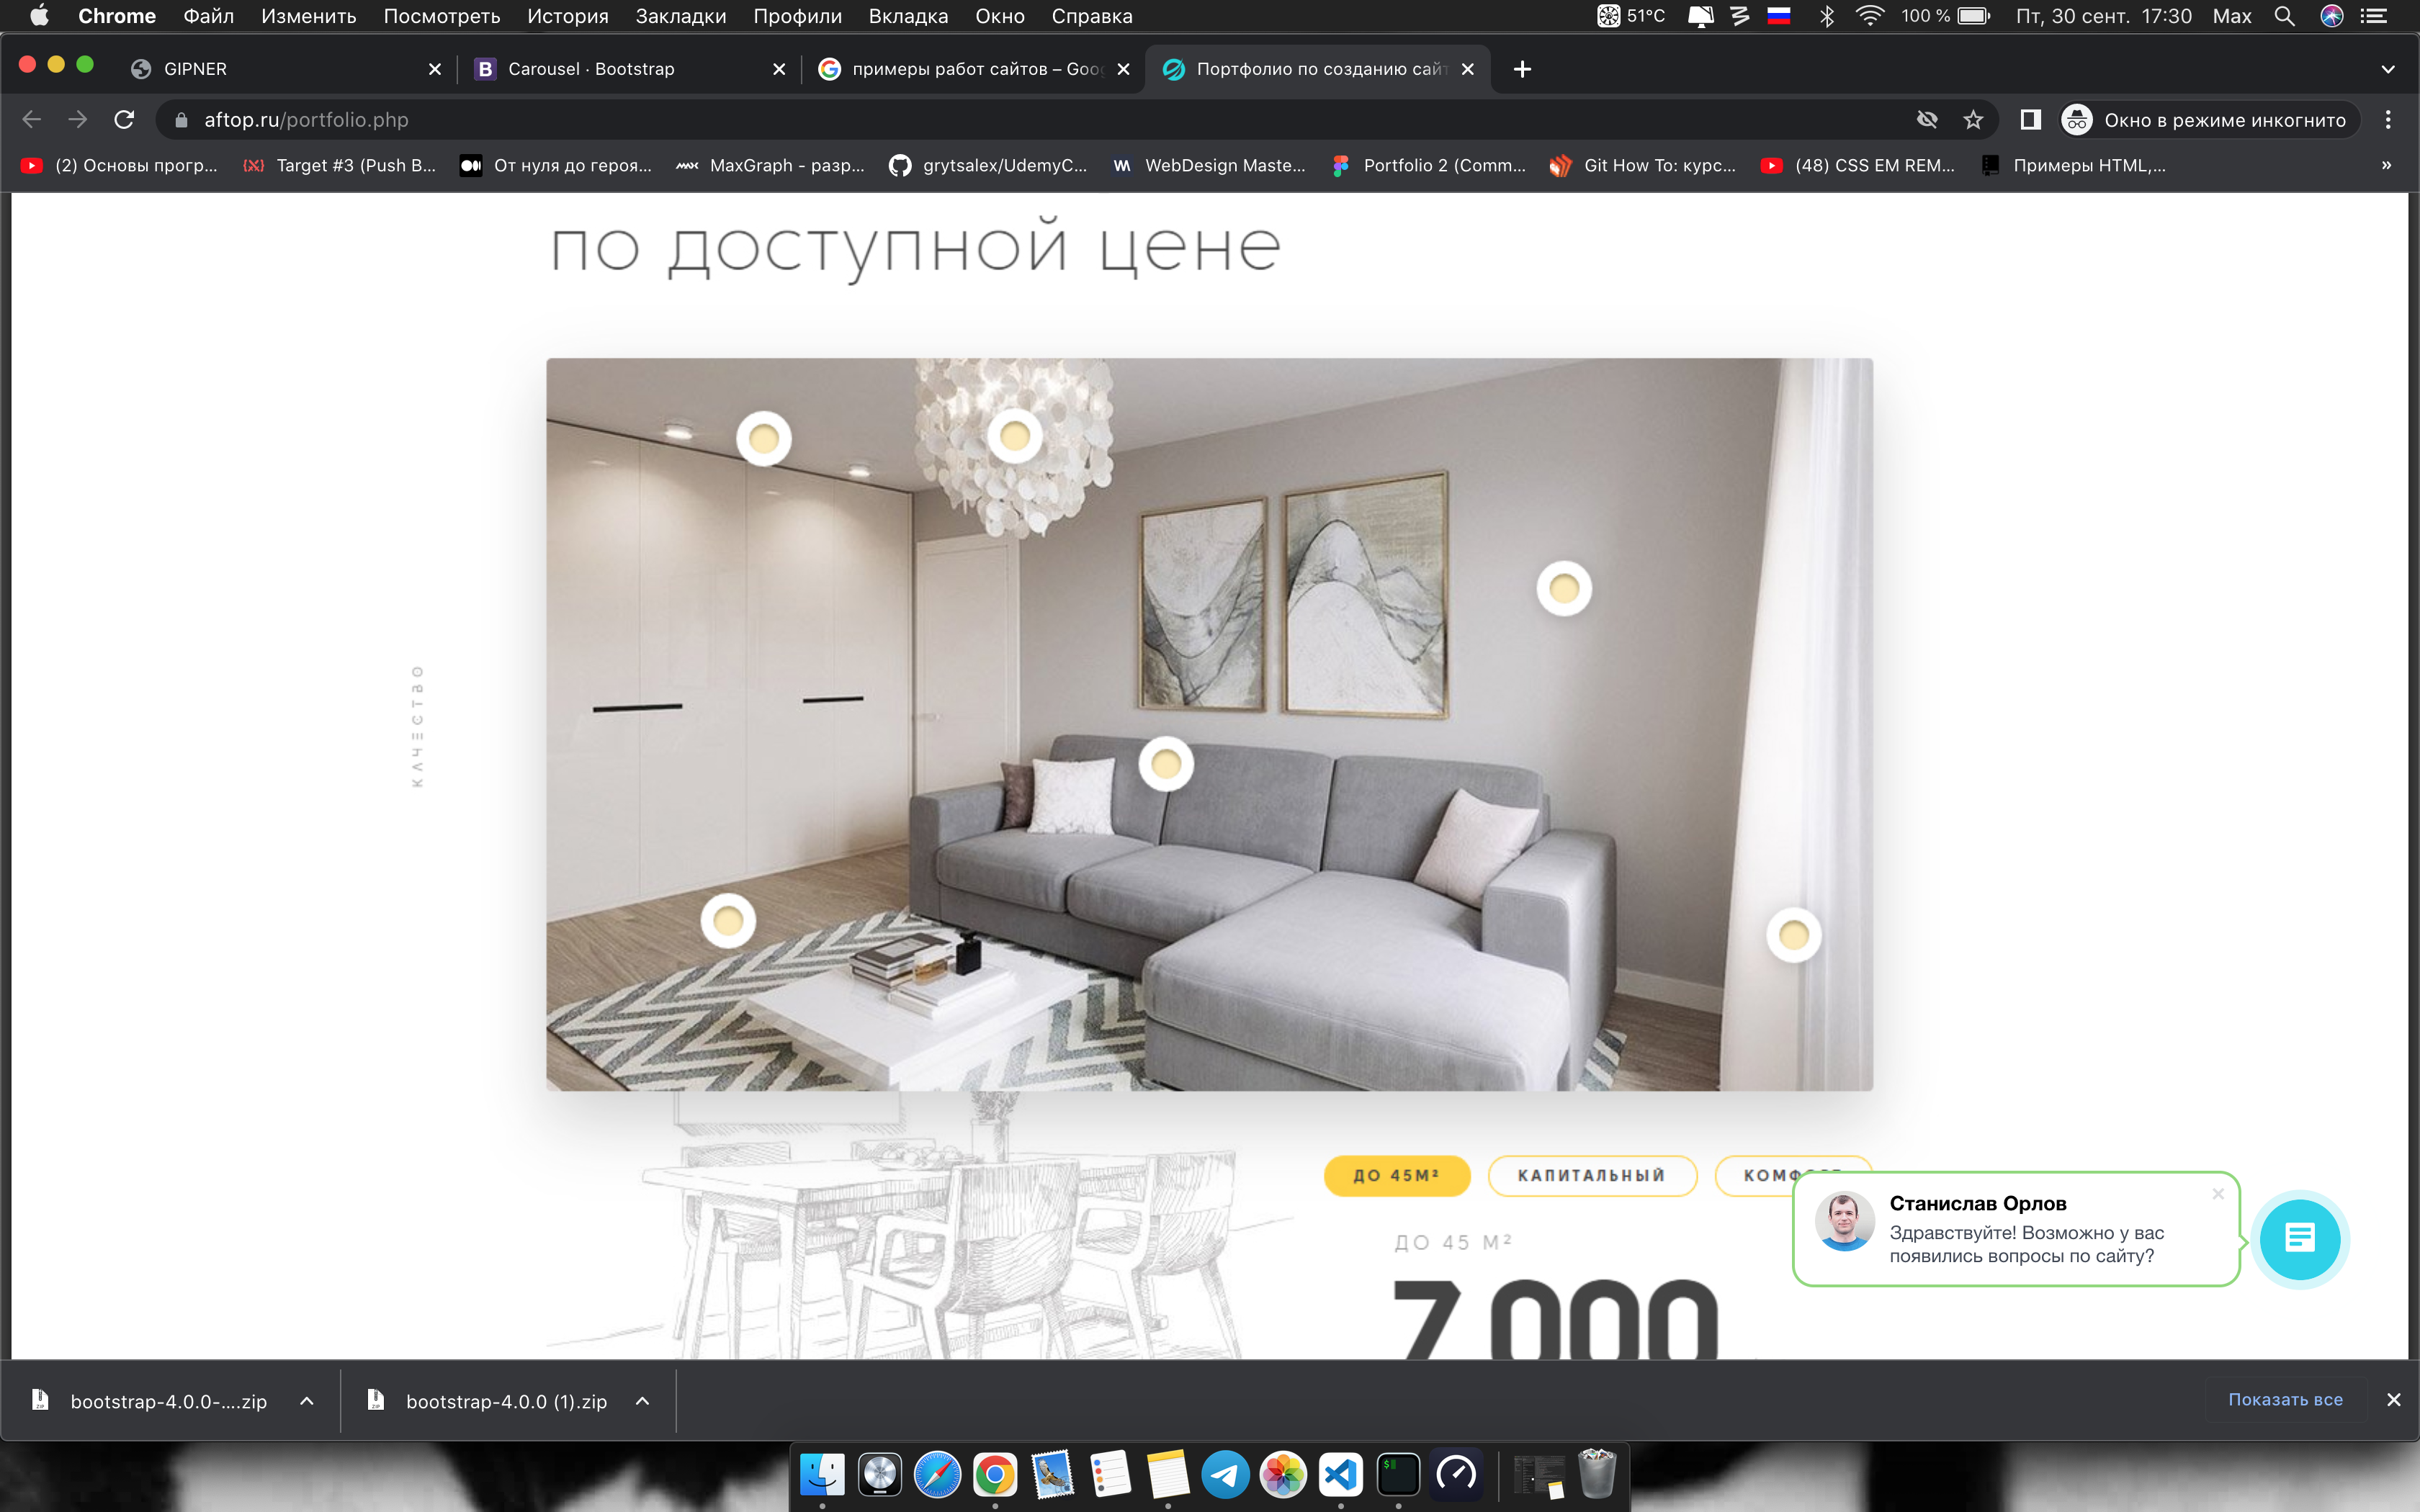 Chrome Файл Изменить Посмотреть История Закладки Профили Вкладка Окно Справка 51°C 100 % Пт, 30 сент. 17:30 Max
GIPNER
Carousel · Bootstrap
примеры работ сайтов – Goo
Портфолио по созданию сайт
aftop.ru/portfolio.php
Окно в режиме инкогнито
(2) Основы прогр...
Target #3 (Push B...
От нуля до героя...
MaxGraph - разр...
grytsalex/UdemyC...
WebDesign Maste...
Portfolio 2 (Comm...
Git How To: курс...
(48) CSS EM REM...
Примеры HTML,...
»
по доступной цене
КАЧЕСТВО
ДО 45М²
КАПИТАЛЬНЫЙ
ДО 45 М²
7 000
Станислав Орлов
Здравствуйте! Возможно у вас
появились вопросы по сайту?
bootstrap-4.0.0-....zip
bootstrap-4.0.0 (1).zip
Показать все